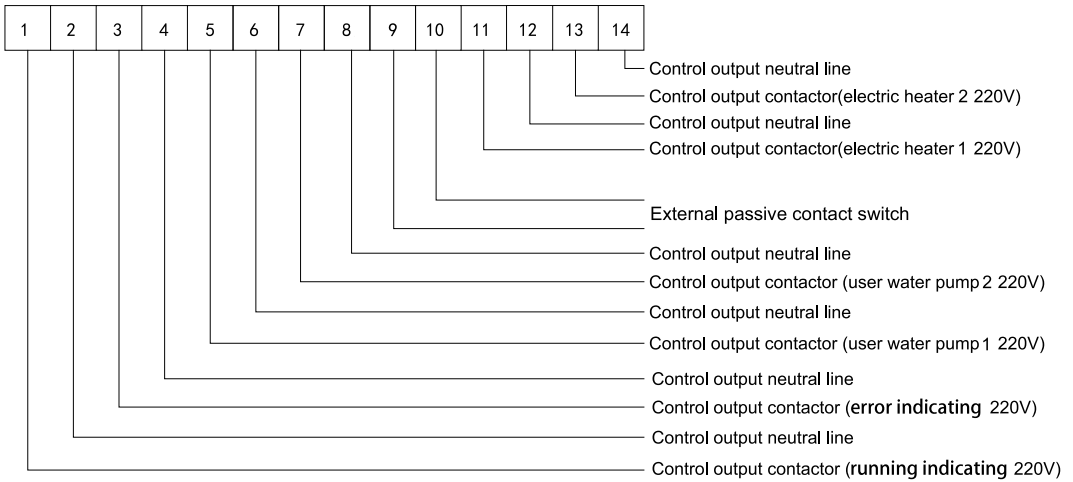 1 2 3 4 5 6 7 8 9 10 11 12 13 14
Control output neutral line
Control output contactor(electric heater 2 220V)
Control output neutral line
Control output contactor(electric heater 1 220V)
External passive contact switch
Control output neutral line
Control output contactor (user water pump 2 220V)
Control output neutral line
Control output contactor (user water pump 1 220V)
Control output neutral line
Control output contactor (error indicating 220V)
Control output neutral line
Control output contactor (running indicating 220V)